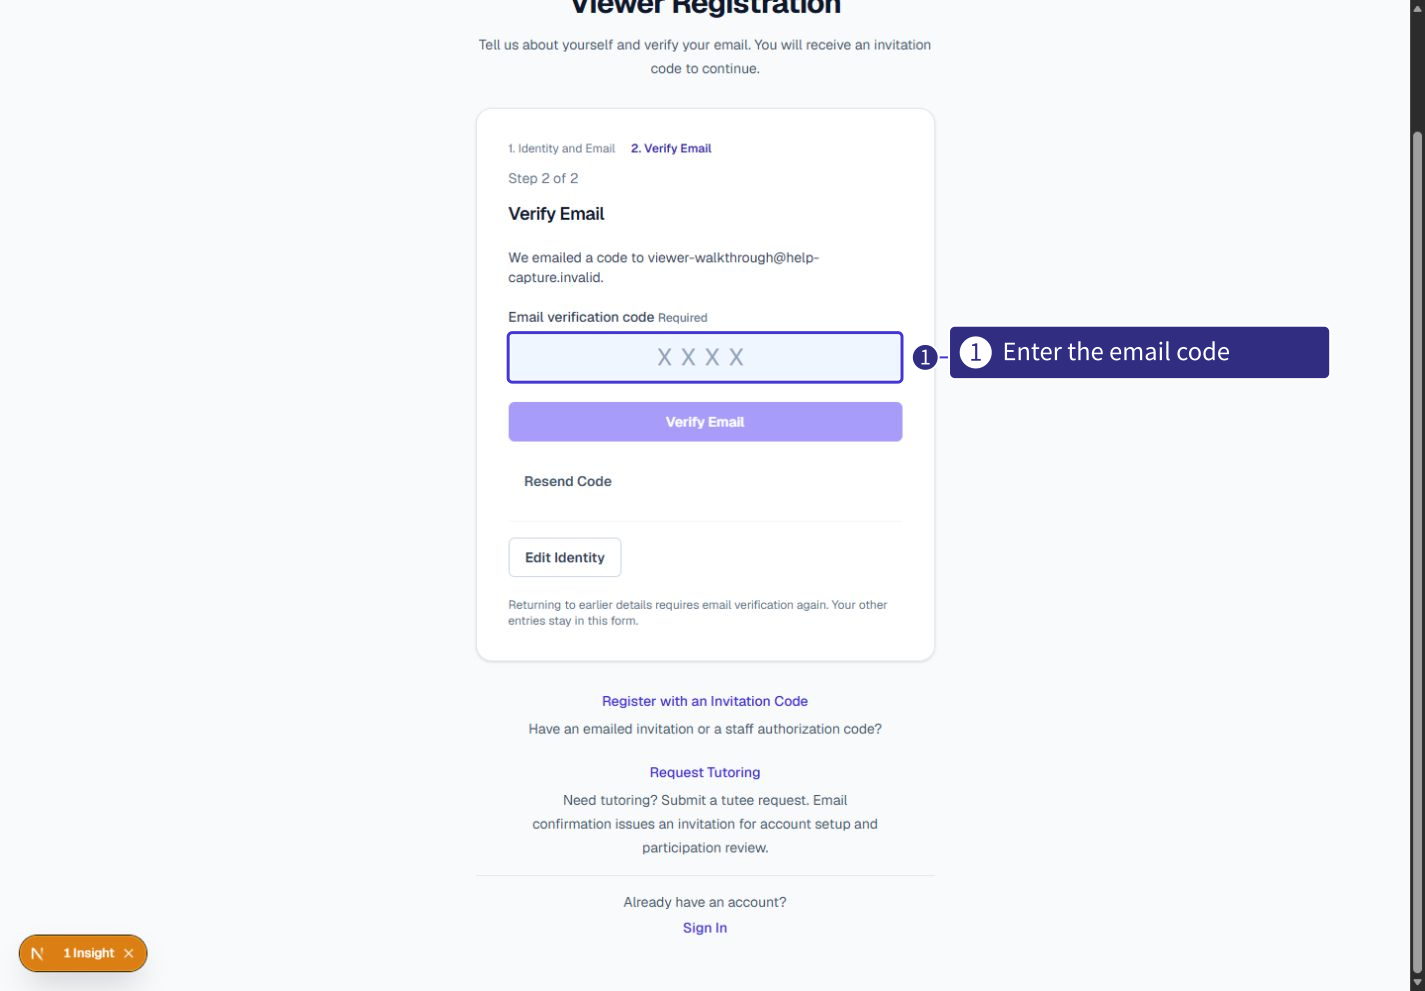 Viewer Registration
Tell us about yourself and verify your email. You will receive an invitation
code to continue.
1. Identity and Email 2. Verify Email
Step 2 of 2
Verify Email
We emailed a code to viewer-walkthrough@help-
capture.invalid.
Email verification code Required
X X X X
1
1 Enter the email code
Verify Email
Resend Code
Edit Identity
Returning to earlier details requires email verification again. Your other
entries stay in this form.
Register with an Invitation Code
Have an emailed invitation or a staff authorization code?
Request Tutoring
Need tutoring? Submit a tutee request. Email
confirmation issues an invitation for account setup and
participation review.
Already have an account?
Sign In
N 1 Insight ×